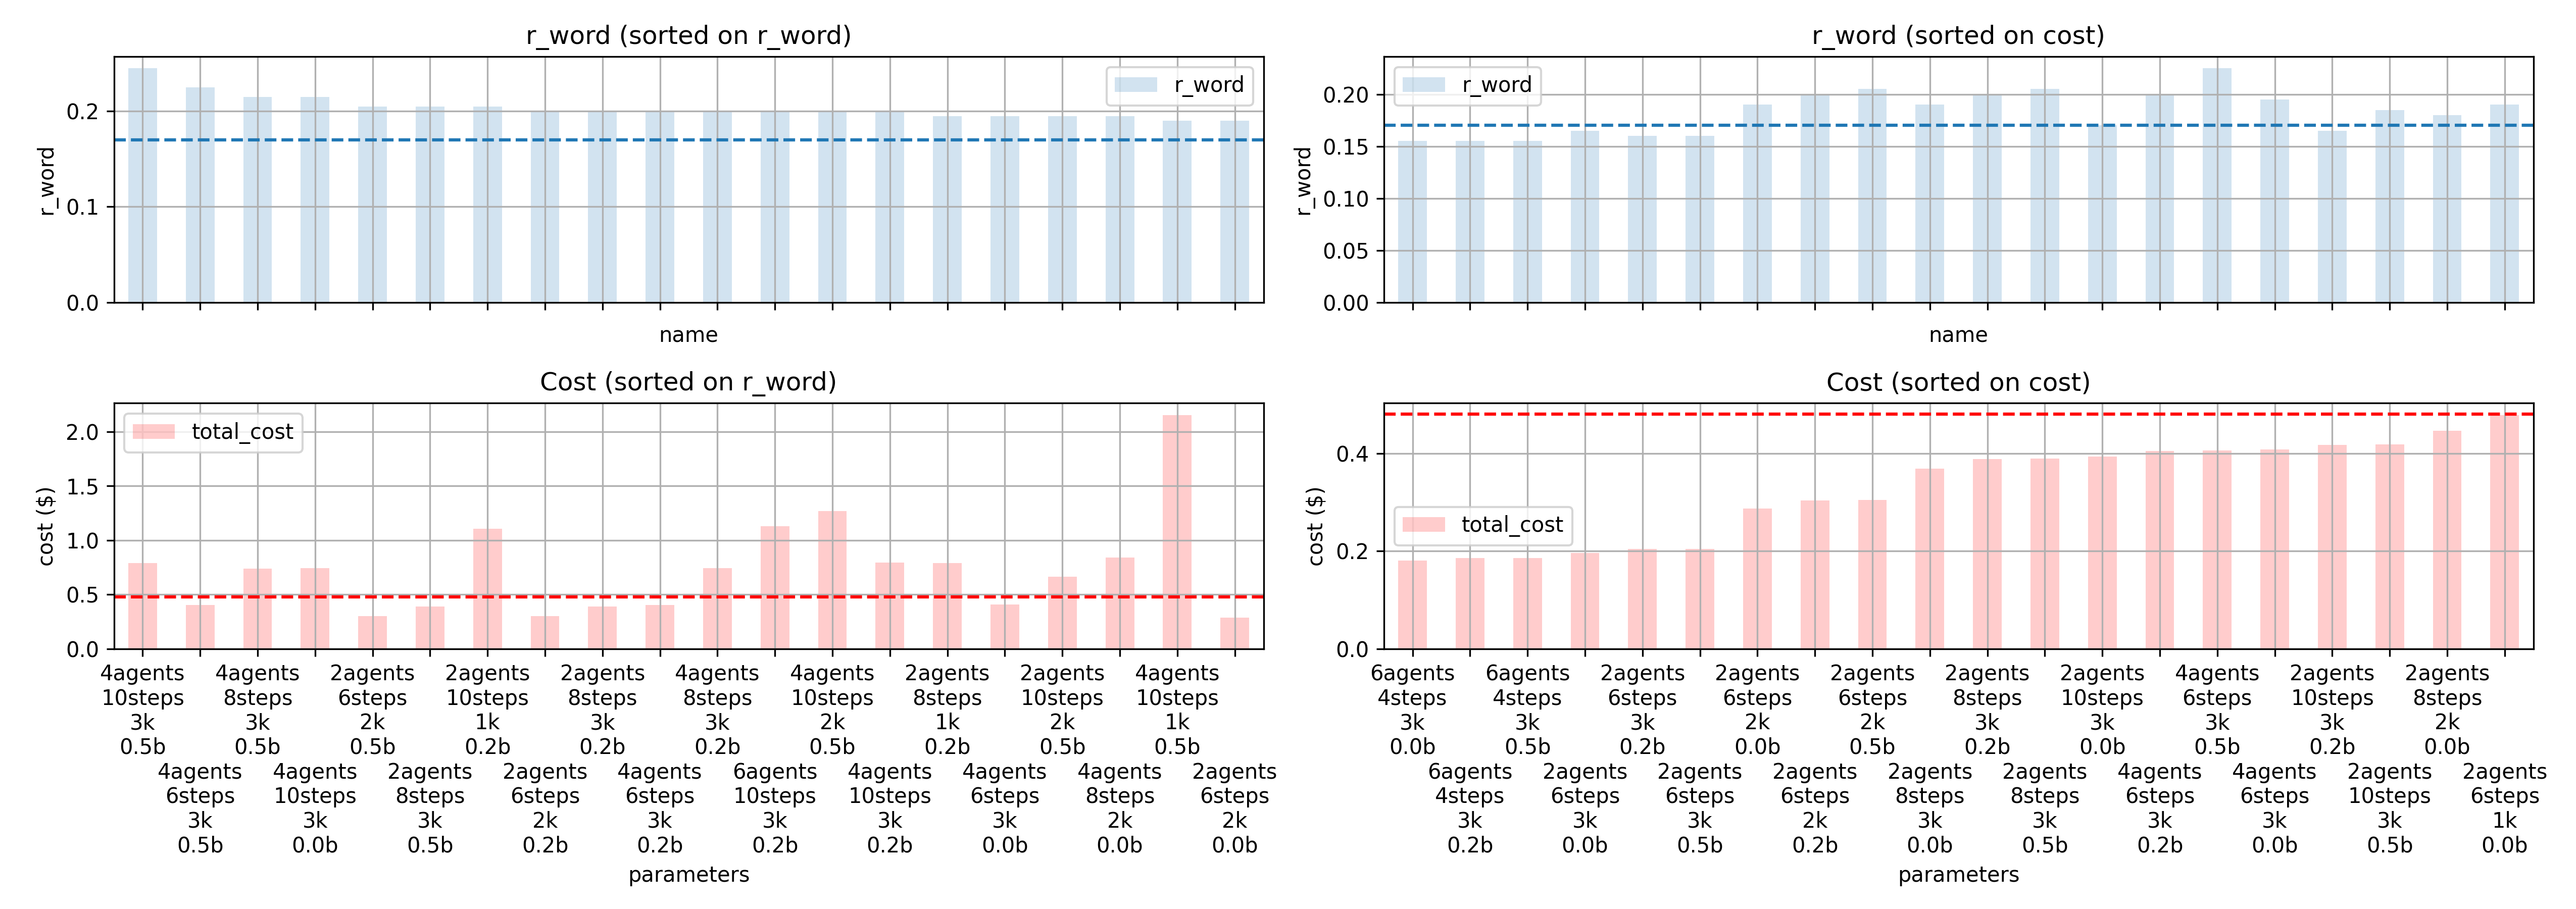 r_word (sorted on r_word)
r_word
0.2
0.1
0.0
r_word
name
r_word (sorted on cost)
r_word
0.20
0.15
0.10
0.05
0.00
r_word
name
Cost (sorted on r_word)
total_cost
2.0
1.5
1.0
0.5
0.0
cost ($)
4agents
10steps
3k
0.5b
4agents
6steps
3k
0.5b
4agents
8steps
3k
0.5b
4agents
10steps
3k
0.0b
2agents
6steps
2k
0.5b
2agents
8steps
3k
0.5b
2agents
10steps
1k
0.2b
2agents
6steps
2k
0.2b
2agents
8steps
3k
0.2b
4agents
6steps
3k
0.2b
4agents
8steps
3k
0.2b
6agents
10steps
3k
0.2b
4agents
10steps
2k
0.5b
4agents
10steps
3k
0.2b
2agents
8steps
1k
0.2b
4agents
6steps
3k
0.0b
2agents
10steps
2k
0.5b
4agents
8steps
2k
0.0b
4agents
10steps
1k
0.5b
2agents
6steps
2k
0.0b
parameters
Cost (sorted on cost)
total_cost
0.4
0.2
0.0
cost ($)
6agents
4steps
3k
0.0b
6agents
4steps
3k
0.2b
6agents
4steps
3k
0.5b
2agents
6steps
3k
0.0b
2agents
6steps
3k
0.2b
2agents
6steps
3k
0.5b
2agents
6steps
2k
0.0b
2agents
6steps
2k
0.2b
2agents
6steps
2k
0.5b
2agents
8steps
3k
0.0b
2agents
8steps
3k
0.2b
2agents
8steps
3k
0.5b
2agents
10steps
3k
0.0b
4agents
6steps
3k
0.2b
4agents
6steps
3k
0.5b
4agents
6steps
3k
0.0b
2agents
10steps
3k
0.2b
2agents
10steps
3k
0.5b
2agents
8steps
2k
0.0b
2agents
6steps
1k
0.0b
parameters